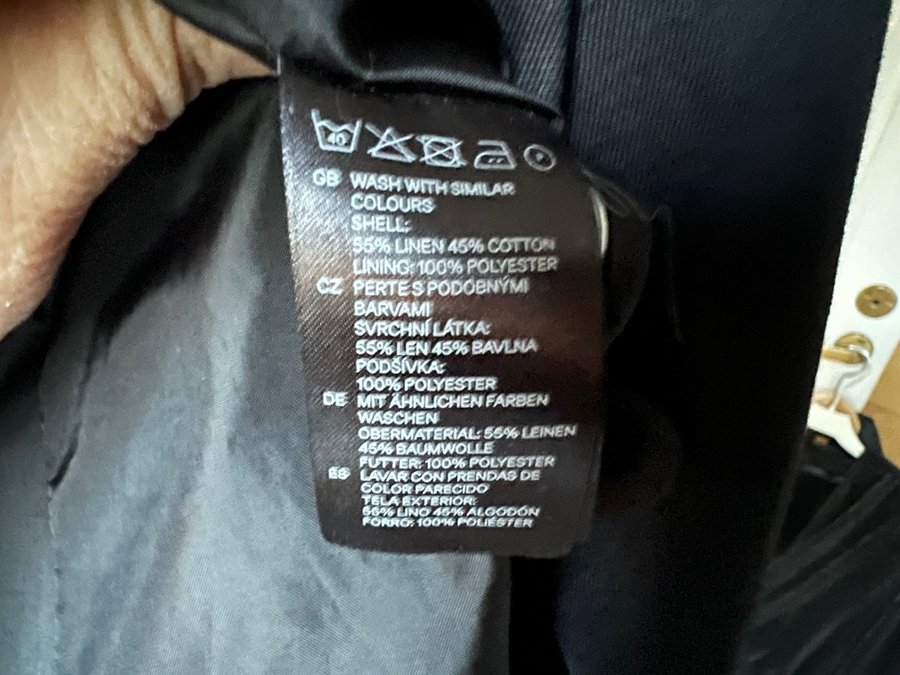 40
GB WASH WITH SIMILAR
COLOURS
SHELL:
55% LINEN 45% COTTON
LINING: 100% POLYESTER
CZ PERTE S PODOBNÝMI
BARVAMI
SVRCHNÍ LÁTKA:
55% LEN 45% BAVLNA
PODŠÍVKA:
100% POLYESTER
DE MIT ÄHNLICHEN FARBEN
WASCHEN
OBERMATERIAL: 55% LEINEN
45% BAUMWOLLE
FUTTER: 100% POLYESTER
ES LAVAR CON PRENDAS DE
COLOR PARECIDO
TELA EXTERIOR:
55% LINO 45% ALGODÓN
FORRO: 100% POLIÉSTER